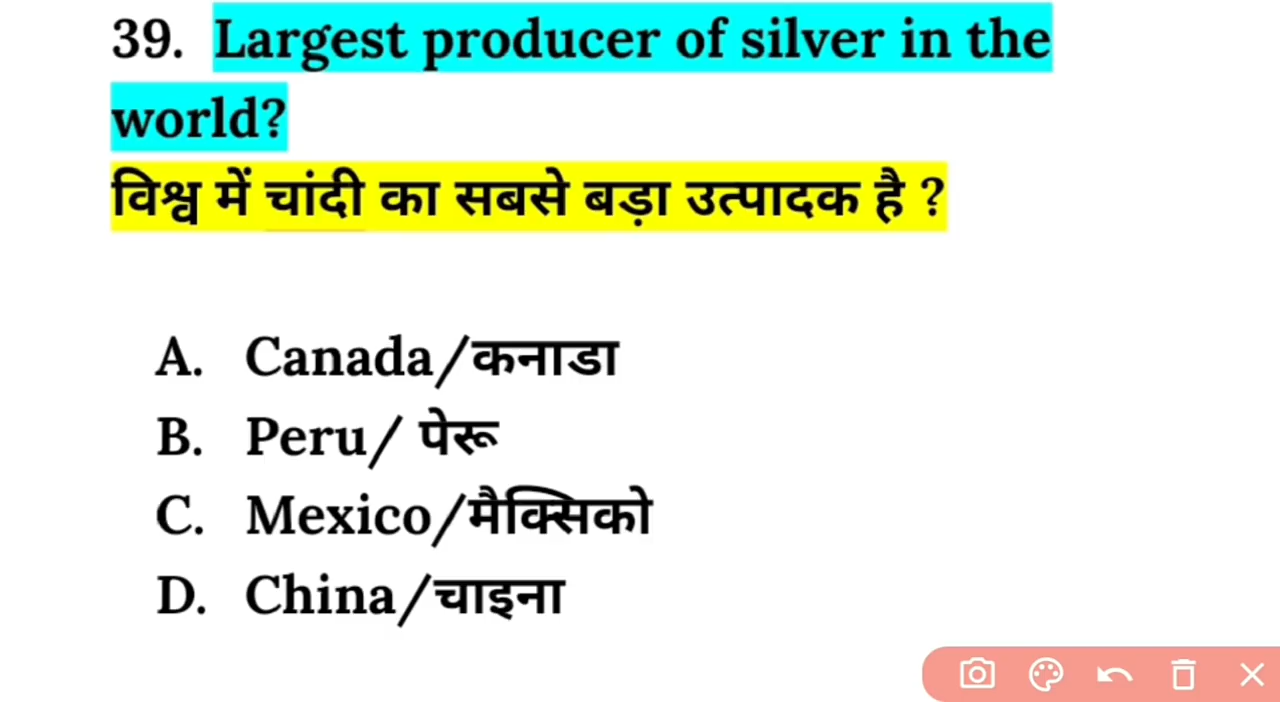 39. Largest producer of silver in the
world?
विश्व में चांदी का सबसे बड़ा उत्पादक है ?
A. Canada/कनाडा
B. Peru/ पेरू
C. Mexico/मैक्सिको
D. China/चाइना